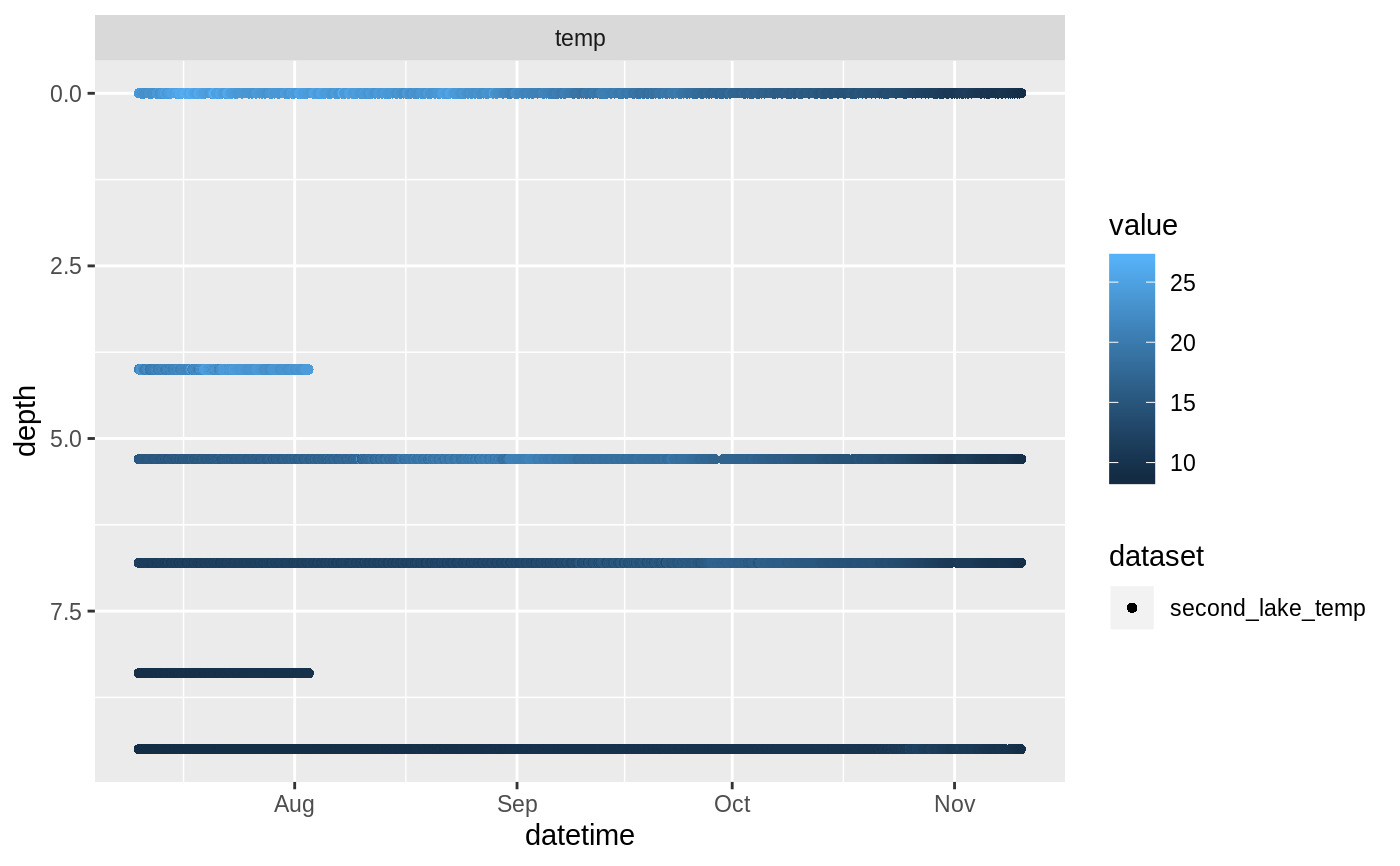 temp
0.0
2.5
5.0
7.5
depth
Aug Sep Oct Nov
datetime
value
25
20
15
10
dataset
second_lake_temp